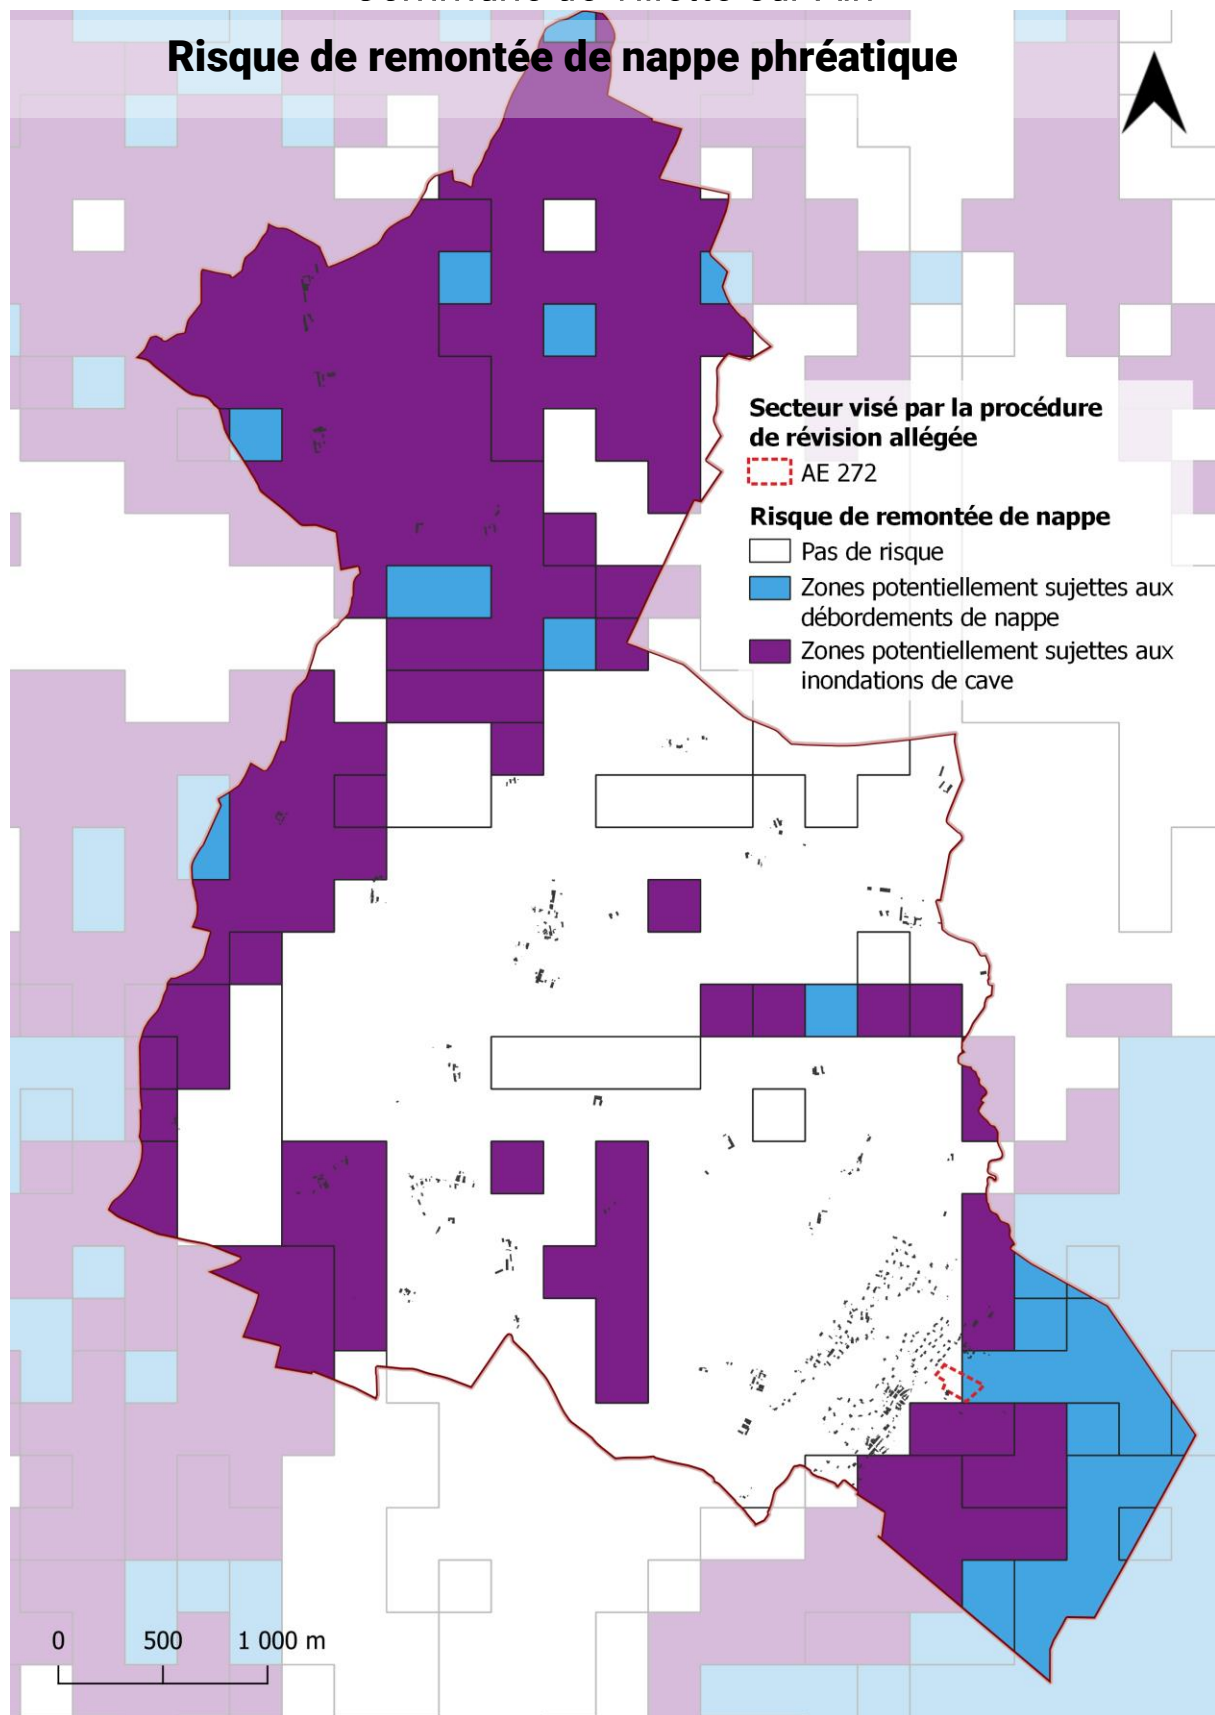 Risque de remontée de nappe phréatique
Secteur visé par la procédure
de révision allégée
AE 272
Risque de remontée de nappe
Pas de risque
Zones potentiellement sujettes aux
débordements de nappe
Zones potentiellement sujettes aux
inondations de cave
0 500 1 000 m